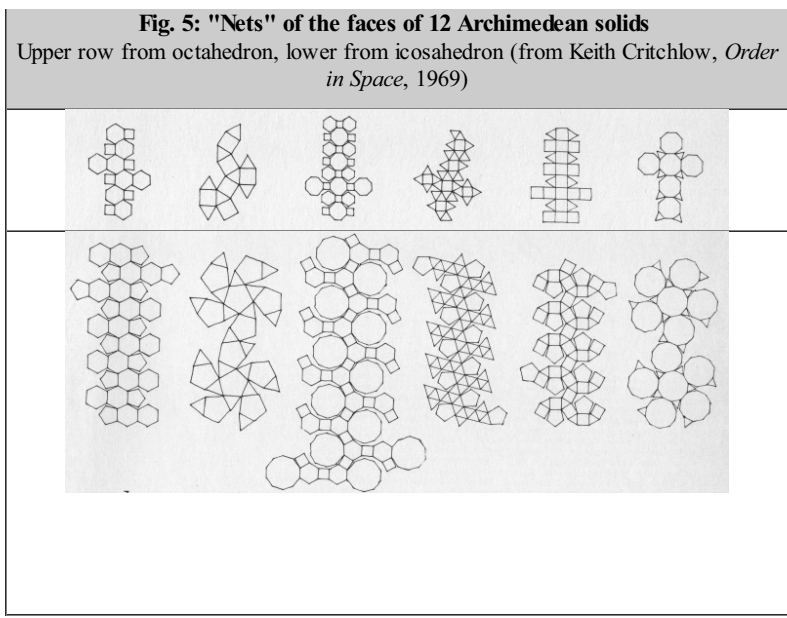 Fig. 5: "Nets" of the faces of 12 Archimedean solids
Upper row from octahedron, lower from icosahedron (from Keith Critchlow, Order
in Space, 1969)